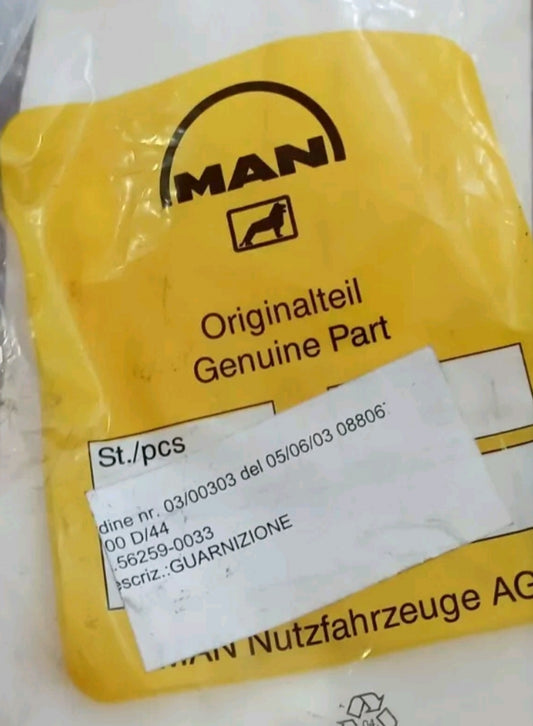 MAN
Originalteil
Genuine Part
St./pcs
dine nr. 03/00303 del 05/06/03 08806
00 D/44
.56259-0033
escriz.:GUARNIZIONE
MAN Nutzfahrzeuge AG